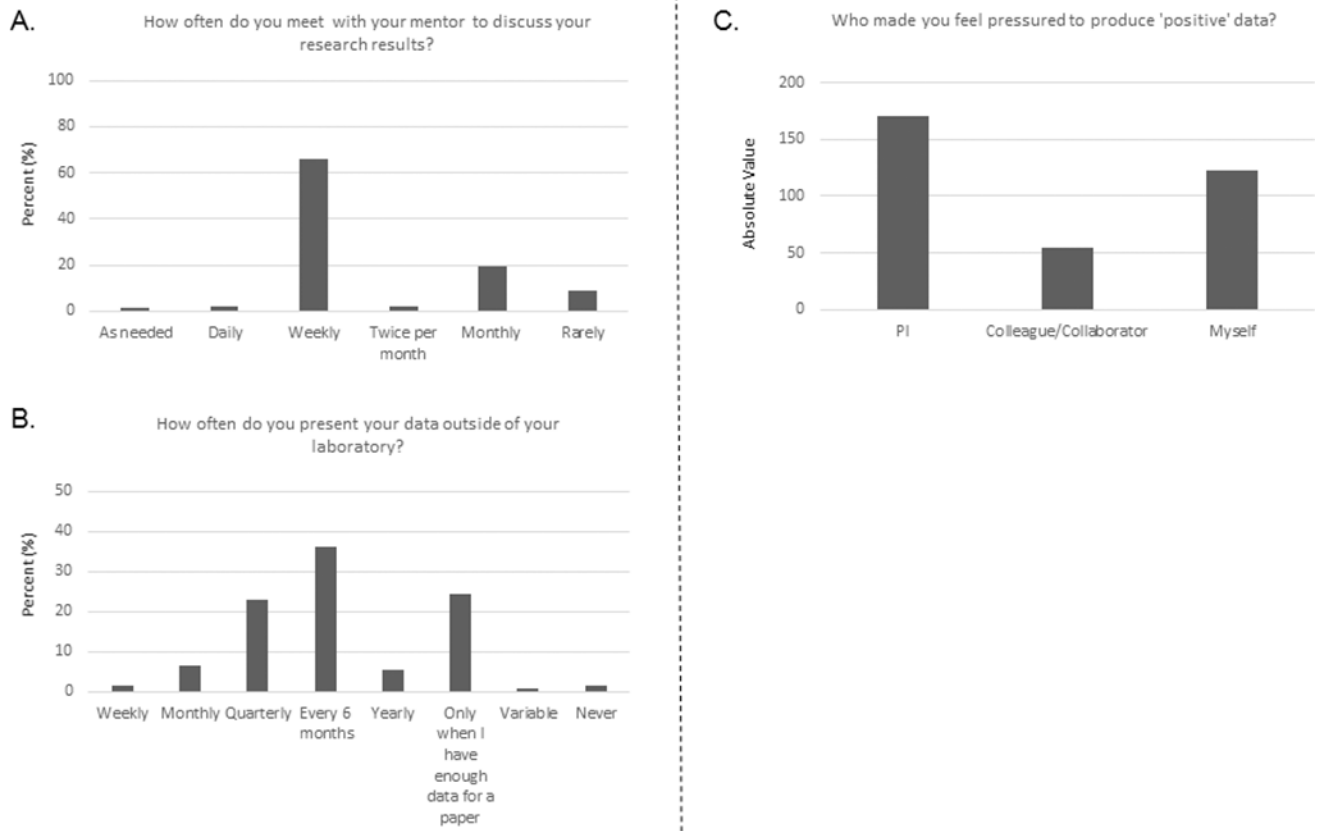 A.
How often do you meet with your mentor to discuss your
research results?
Percent (%)
100
80
60
40
20
0
As needed
Daily
Weekly
Twice per
month
Monthly
Rarely
B.
How often do you present your data outside of your
laboratory?
Percent (%)
50
40
30
20
10
0
Weekly
Monthly
Quarterly
Every 6
months
Yearly
Only
when I
have
enough
data for a
paper
Variable
Never
C.
Who made you feel pressured to produce 'positive' data?
Absolute Value
200
150
100
50
0
PI
Colleague/Collaborator
Myself